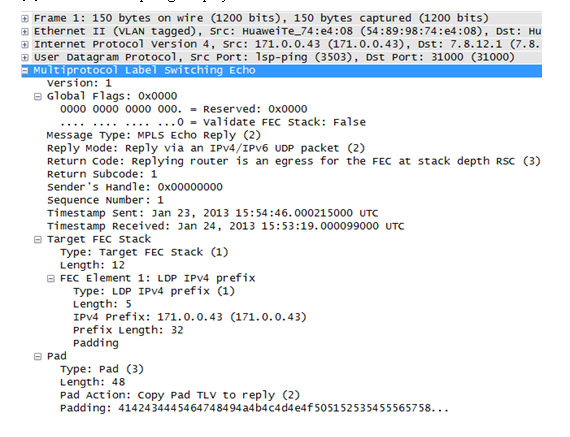 Frame 1: 150 bytes on wire (1200 bits), 150 bytes captured (1200 bits)
Ethernet II (VLAN tagged), Src: HuaweiTe_74:e4:08 (54:89:98:74:e4:08), Dst: Hu
Internet Protocol Version 4, Src: 171.0.0.43 (171.0.0.43), Dst: 7.8.12.1 (7.8.
User Datagram Protocol, Src Port: lsp-ping (3503), Dst Port: 31000 (31000)
Multiprotocol Label Switching Echo
Version: 1
Global Flags: 0x0000
0000 0000 0000 000. = Reserved: 0x0000
.... .... .... ...0 = Validate FEC Stack: False
Message Type: MPLS Echo Reply (2)
Reply Mode: Reply via an IPv4/IPv6 UDP packet (2)
Return Code: Replying router is an egress for the FEC at stack depth RSC (3)
Return Subcode: 1
Sender's Handle: 0x00000000
Sequence Number: 1
Timestamp Sent: Jan 23, 2013 15:54:46.000215000 UTC
Timestamp Received: Jan 24, 2013 15:53:19.000099000 UTC
Target FEC Stack
Type: Target FEC Stack (1)
Length: 12
FEC Element 1: LDP IPv4 prefix
Type: LDP IPv4 prefix (1)
Length: 5
IPv4 Prefix: 171.0.0.43 (171.0.0.43)
Prefix Length: 32
Padding
Pad
Type: Pad (3)
Length: 48
Pad Action: Copy Pad TLV to reply (2)
Padding: 4142434445464748494a4b4c4d4e4f505152535455565758...